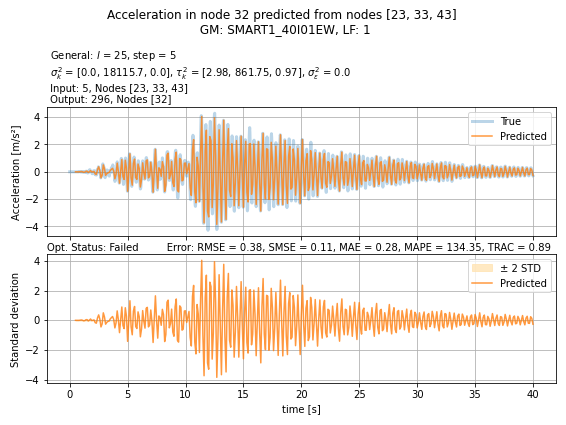 Acceleration in node 32 predicted from nodes [23, 33, 43]
GM: SMART1_40I01EW, LF: 1
General: l = 25, step = 5
σ²ₖ = [0.0, 18115.7, 0.0], τ²ₖ = [2.98, 861.75, 0.97], σ²ε = 0.0
Input: 5, Nodes [23, 33, 43]
Output: 296, Nodes [32]
Acceleration [m/s²]
4
2
0
−2
−4
True
Predicted
Opt. Status: Failed Error: RMSE = 0.38, SMSE = 0.11, MAE = 0.28, MAPE = 134.35, TRAC = 0.89
Standard deviation
4
2
0
−2
−4
± 2 STD
Predicted
0 5 10 15 20 25 30 35 40
time [s]